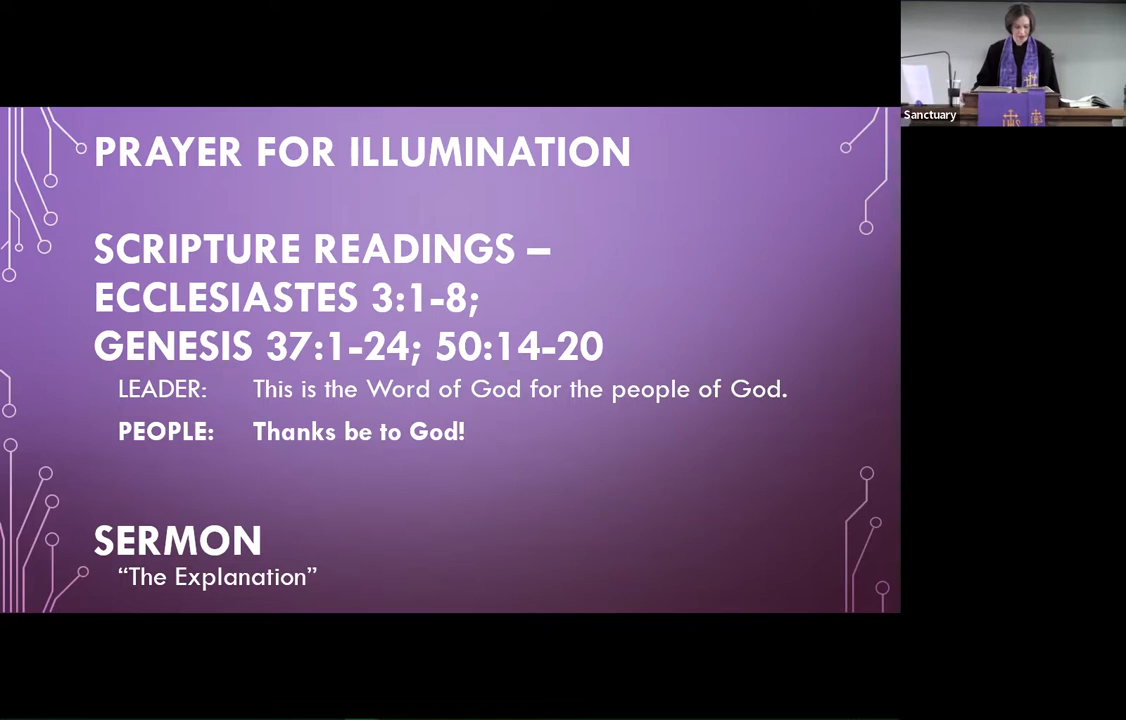 PRAYER FOR ILLUMINATION
SCRIPTURE READINGS –
ECCLESIASTES 3:1-8;
GENESIS 37:1-24; 50:14-20
LEADER: This is the Word of God for the people of God.
PEOPLE: Thanks be to God!
SERMON
“The Explanation”
Sanctuary